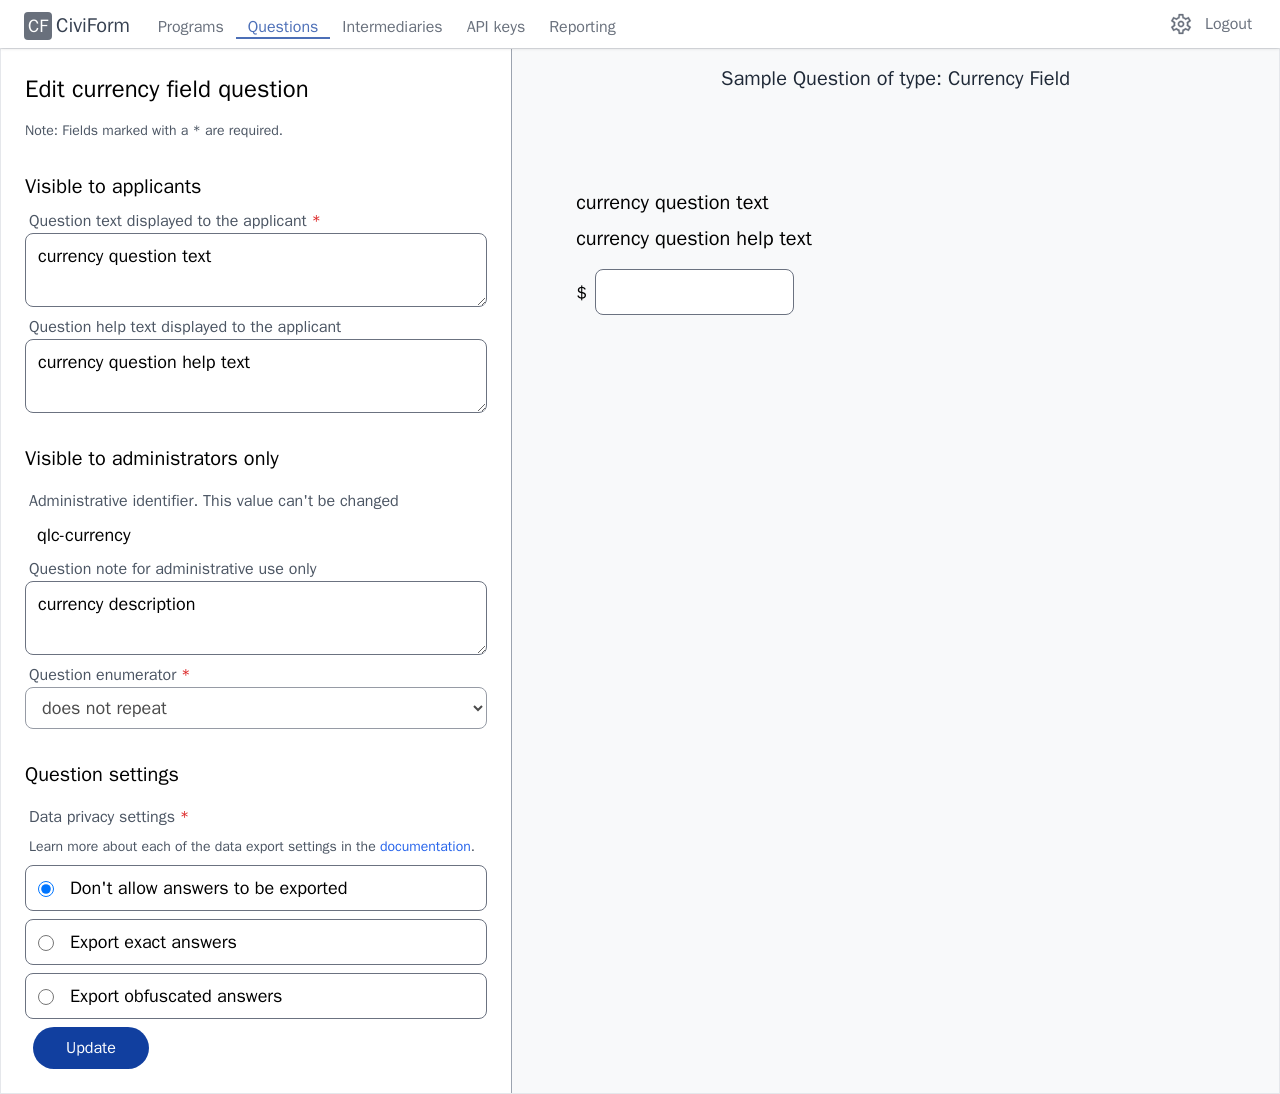 CF CiviForm Programs Questions Intermediaries API keys Reporting Logout
Edit currency field question
Note: Fields marked with a * are required.
Visible to applicants
Question text displayed to the applicant *
currency question text
Question help text displayed to the applicant
currency question help text
Visible to administrators only
Administrative identifier. This value can't be changed
qlc-currency
Question note for administrative use only
currency description
Question enumerator *
does not repeat
Question settings
Data privacy settings *
Learn more about each of the data export settings in the documentation.
Don't allow answers to be exported
Export exact answers
Export obfuscated answers
Update
Sample Question of type: Currency Field
currency question text
currency question help text
$